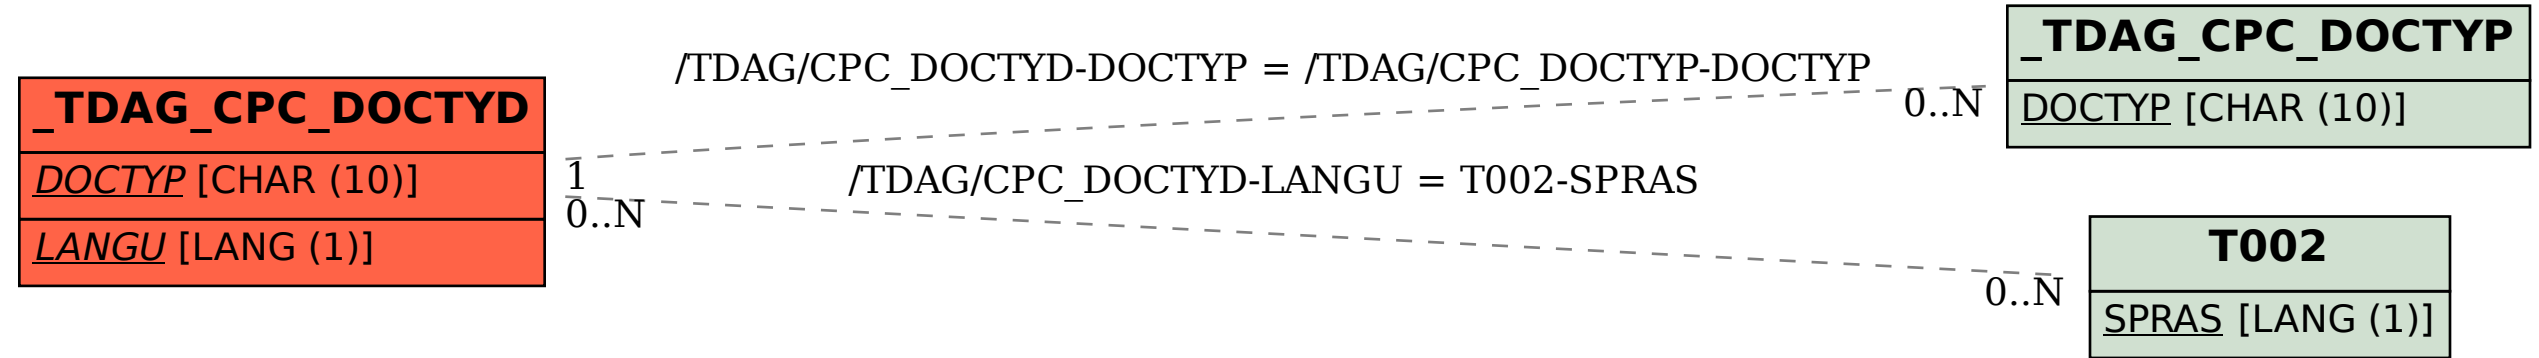 _TDAG_CPC_DOCTYD
DOCTYP [CHAR (10)]
LANGU [LANG (1)]
/TDAG/CPC_DOCTYD-DOCTYP = /TDAG/CPC_DOCTYP-DOCTYP
1
0..N
/TDAG/CPC_DOCTYD-LANGU = T002-SPRAS
0..N
0..N
_TDAG_CPC_DOCTYP
DOCTYP [CHAR (10)]
T002
SPRAS [LANG (1)]